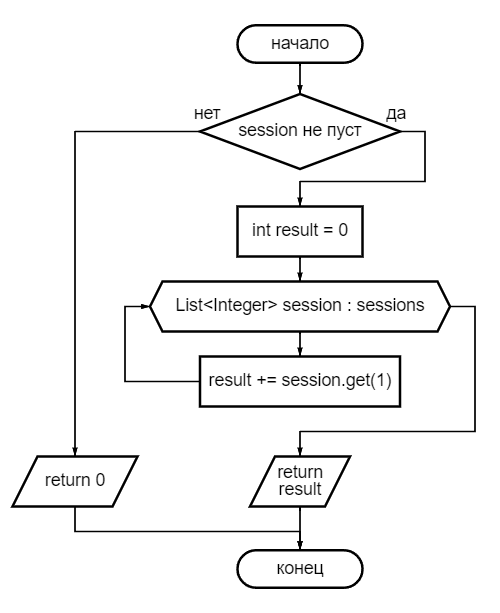 начало
нет
да
session не пуст
int result = 0
List<Integer> session : sessions
result += session.get(1)
return 0
return
result
конец